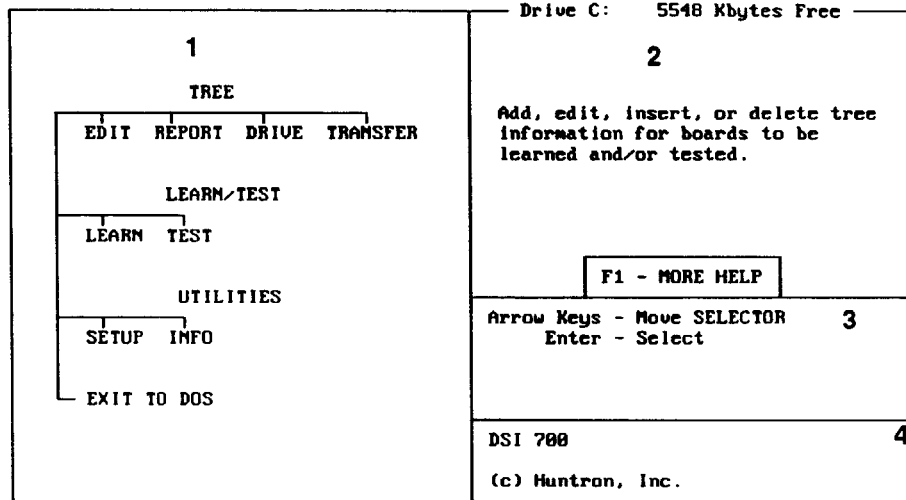 1
TREE
EDIT REPORT DRIVE TRANSFER
LEARN/TEST
LEARN TEST
UTILITIES
SETUP INFO
EXIT TO DOS
Drive C: 5548 Kbytes Free
2
Add, edit, insert, or delete tree
information for boards to be
learned and/or tested.
F1 - MORE HELP
Arrow Keys - Move SELECTOR 3
Enter - Select
4
DSI 700
(c) Huntron, Inc.